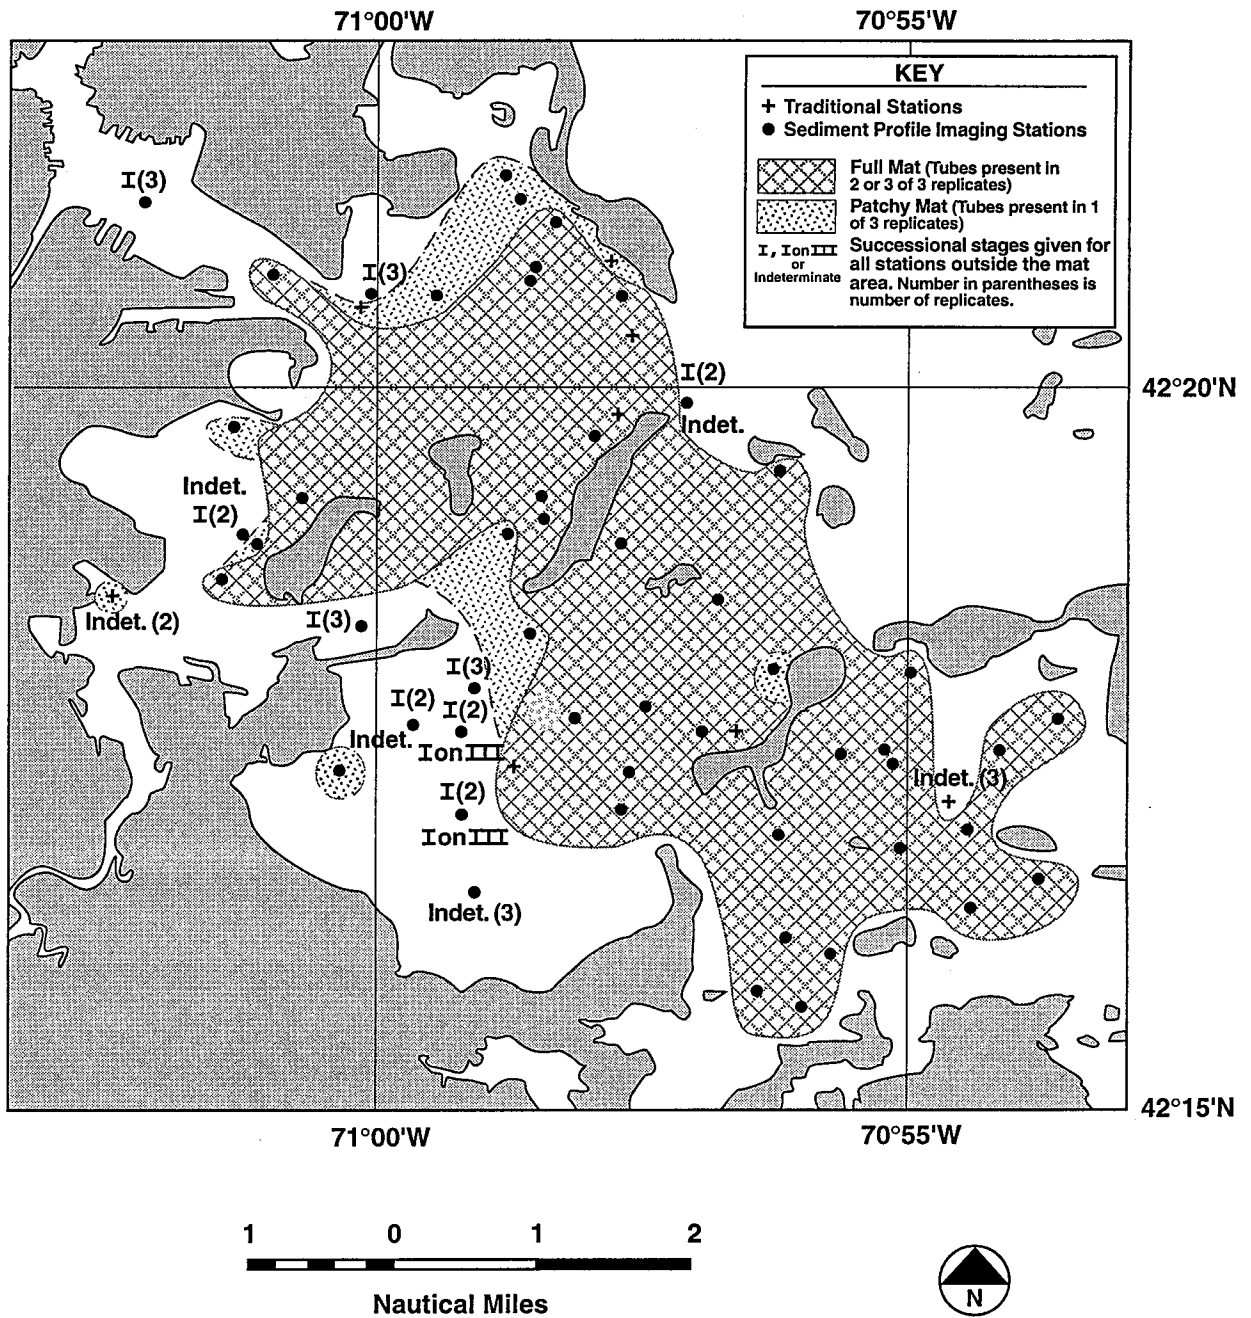 71°00'W
70°55'W
KEY
+ Traditional Stations
● Sediment Profile Imaging Stations
Full Mat (Tubes present in
2 or 3 of 3 replicates)
Patchy Mat (Tubes present in 1
of 3 replicates)
I, IonIII
or
Indeterminate
Successional stages given for
all stations outside the mat
area. Number in parentheses is
number of replicates.
I(3)
I(3)
I(2)
Indet.
42°20'N
Indet.
I(2)
Indet. (2)
I(3)
I(3)
I(2)
Indet.
I(2)
IonIII
I(2)
IonIII
Indet. (3)
Indet. (3)
42°15'N
71°00'W
70°55'W
1 0 1 2
Nautical Miles
N